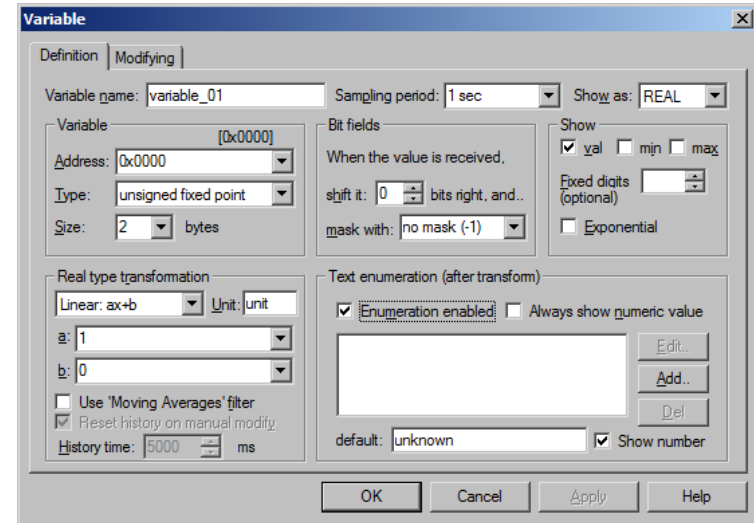 Variable
Definition Modifying
Variable name: variable_01 Sampling period: 1 sec Show as: REAL
Variable
[0x0000]
Address: 0x0000
Type: unsigned fixed point
Size: 2 bytes
Bit fields
When the value is received,
shift it: 0 bits right, and..
mask with: no mask (-1)
Show
val min max
Fixed digits
(optional)
Exponential
Real type transformation
Linear: ax+b Unit: unit
a: 1
b: 0
Use 'Moving Averages' filter
Reset history on manual modify
History time: 5000 ms
Text enumeration (after transform)
Enumeration enabled Always show numeric value
Edit..
Add..
Del
default: unknown Show number
OK Cancel Apply Help